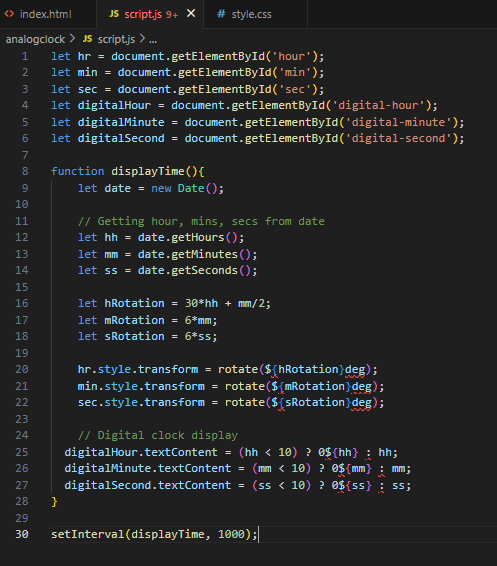 index.html JS script.js 9+ × # style.css
analogclock > JS script.js > ...
1 let hr = document.getElementById('hour');
2 let min = document.getElementById('min');
3 let sec = document.getElementById('sec');
4 let digitalHour = document.getElementById('digital-hour');
5 let digitalMinute = document.getElementById('digital-minute');
6 let digitalSecond = document.getElementById('digital-second');
7
8 function displayTime(){
9 let date = new Date();
10
11 // Getting hour, mins, secs from date
12 let hh = date.getHours();
13 let mm = date.getMinutes();
14 let ss = date.getSeconds();
15
16 let hRotation = 30*hh + mm/2;
17 let mRotation = 6*mm;
18 let sRotation = 6*ss;
19
20 hr.style.transform = rotate(${hRotation}deg);
21 min.style.transform = rotate(${mRotation}deg);
22 sec.style.transform = rotate(${sRotation}deg);
23
24 // Digital clock display
25 digitalHour.textContent = (hh < 10) ? 0${hh} : hh;
26 digitalMinute.textContent = (mm < 10) ? 0${mm} : mm;
27 digitalSecond.textContent = (ss < 10) ? 0${ss} : ss;
28 }
29
30 setInterval(displayTime, 1000);